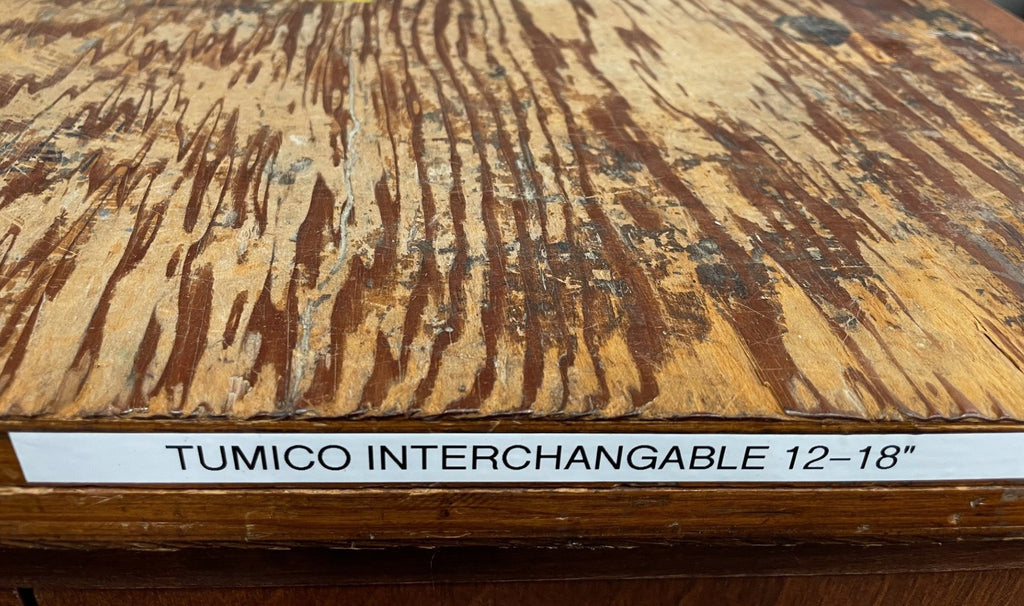 TUMICO INTERCHANGABLE 12–18"